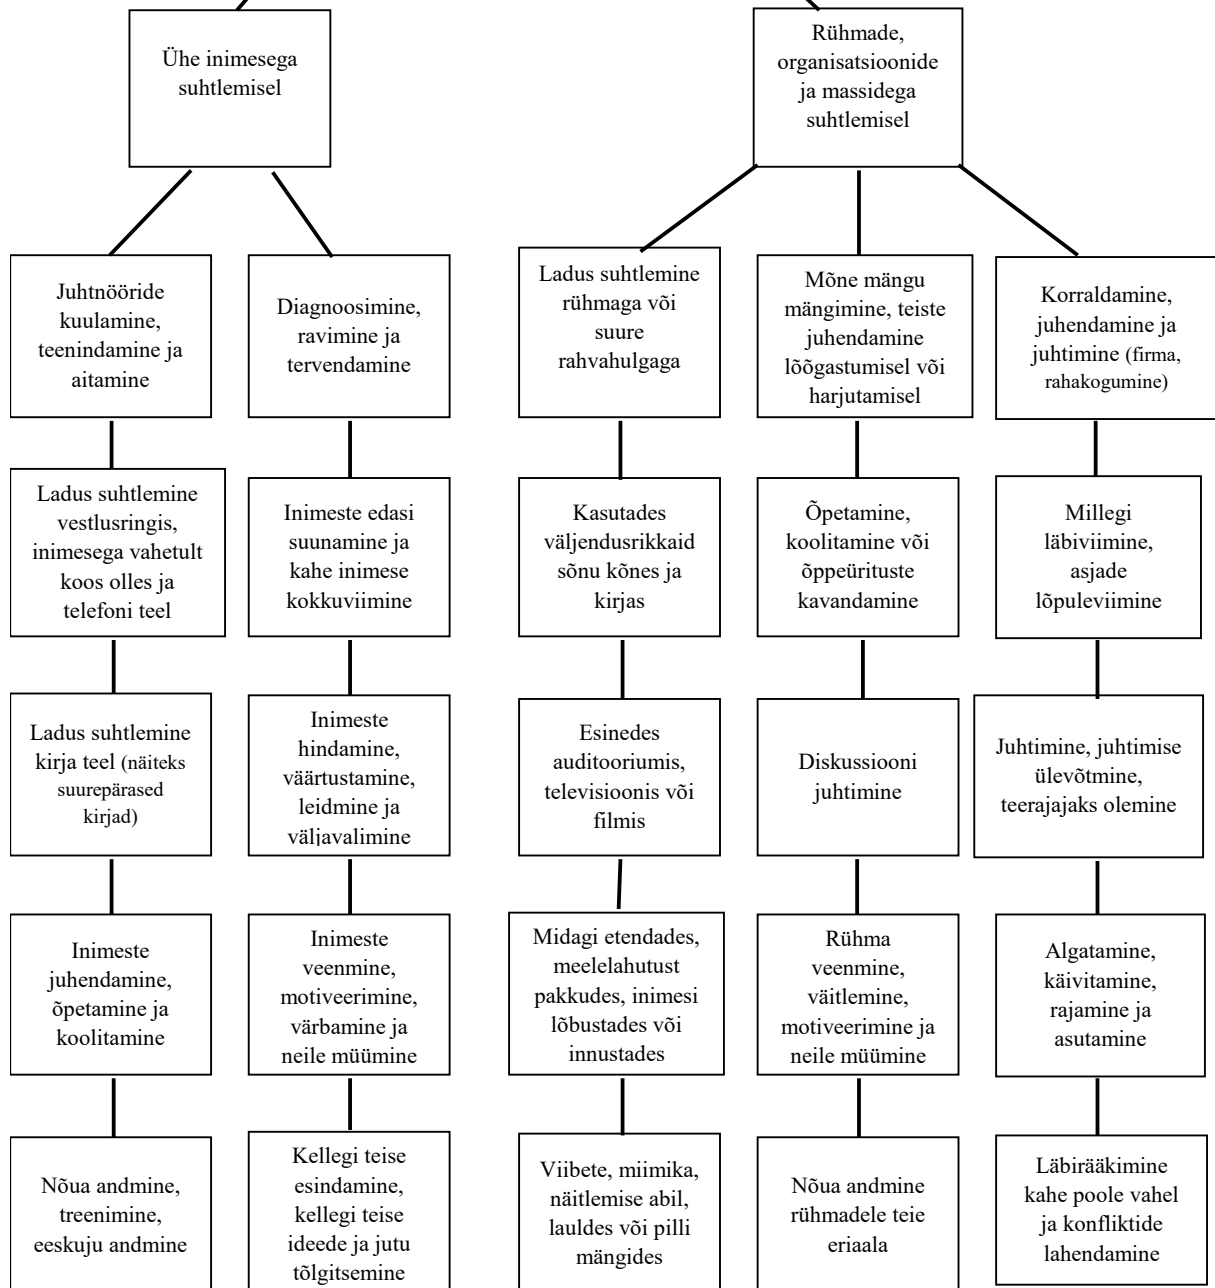 Ühe inimesega
suhtlemisel
Rühmade,
organisatsioonide
ja massidega
suhtlemisel
Juhtnööride
kuulamine,
teenindamine ja
aitamine
Diagnoosimine,
ravimine ja
tervendamine
Ladus suhtlemine
rühmaga või
suure
rahvahulgaga
Mõne mängu
mängimine, teiste
juhendamine
lõõgastumisel või
harjutamisel
Korraldamine,
juhendamine ja
juhtimine (firma,
rahakogumine)
Ladus suhtlemine
vestlusringis,
inimesega vahetult
koos olles ja
telefoni teel
Inimeste edasi
suunamine ja
kahe inimese
kokkuviimine
Kasutades
väljendusrikkaid
sõnu kõnes ja
kirjas
Õpetamine,
koolitamine või
õppeürituste
kavandamine
Millegi
läbiviimine,
asjade
lõpuleviimine
Ladus suhtlemine
kirja teel (näiteks
suurepärased
kirjad)
Inimeste
hindamine,
väärtustamine,
leidmine ja
väljavalimine
Esinedes
auditooriumis,
televisioonis või
filmis
Diskussiooni
juhtimine
Juhtimine, juhtimise
ülevõtmine,
teerajajaks olemine
Inimeste
juhendamine,
õpetamine ja
koolitamine
Inimeste
veenmine,
motiveerimine,
värbamine ja
neile müümine
Midagi etendades,
meelelahutust
pakkudes, inimesi
lõbustades või
innustades
Rühma
veenmine,
väitlemine,
motiveerimine ja
neile müümine
Algatamine,
käivitamine,
rajamine ja
asutamine
Nõua andmine,
treenimine,
eeskuju andmine
Kellegi teise
esindamine,
kellegi teise
ideede ja jutu
tõlgitsemine
Viibete, miimika,
näitlemise abil,
lauldes või pilli
mängides
Nõua andmine
rühmadele teie
eriaala
Läbirääkimine
kahe poole vahel
ja konfliktide
lahendamine